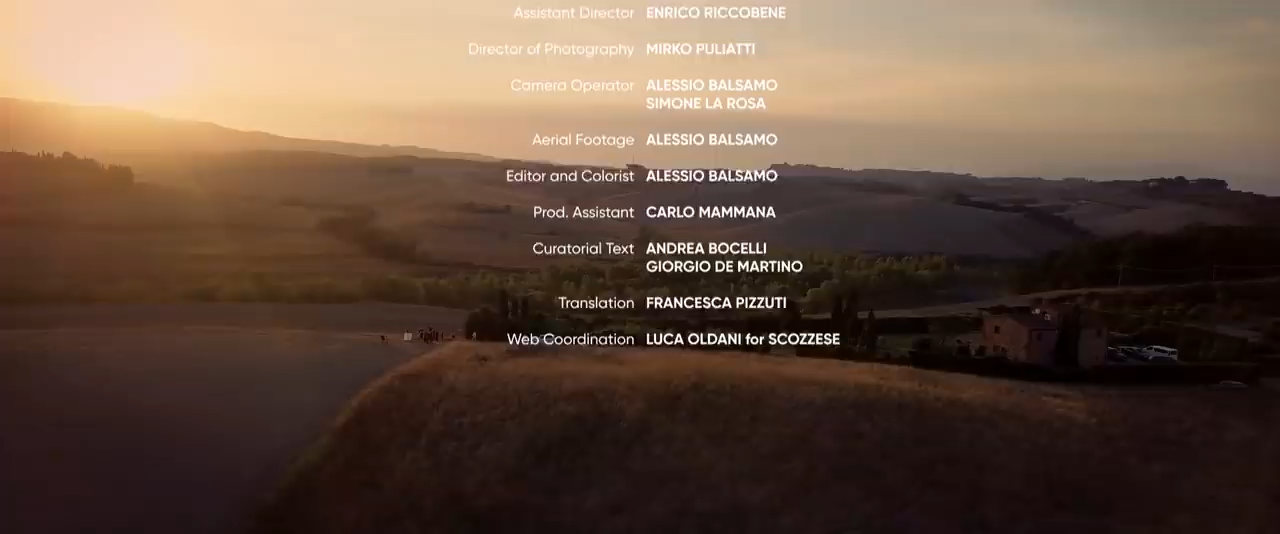 Assistant Director ENRICO RICCOBENE
Director of Photography MIRKO PULIATTI
Camera Operator ALESSIO BALSAMO
SIMONE LA ROSA
Aerial Footage ALESSIO BALSAMO
Editor and Colorist ALESSIO BALSAMO
Prod. Assistant CARLO MAMMANA
Curatorial Text ANDREA BOCELLI
GIORGIO DE MARTINO
Translation FRANCESCA PIZZUTI
Web Coordination LUCA OLDANI for SCOZZESE